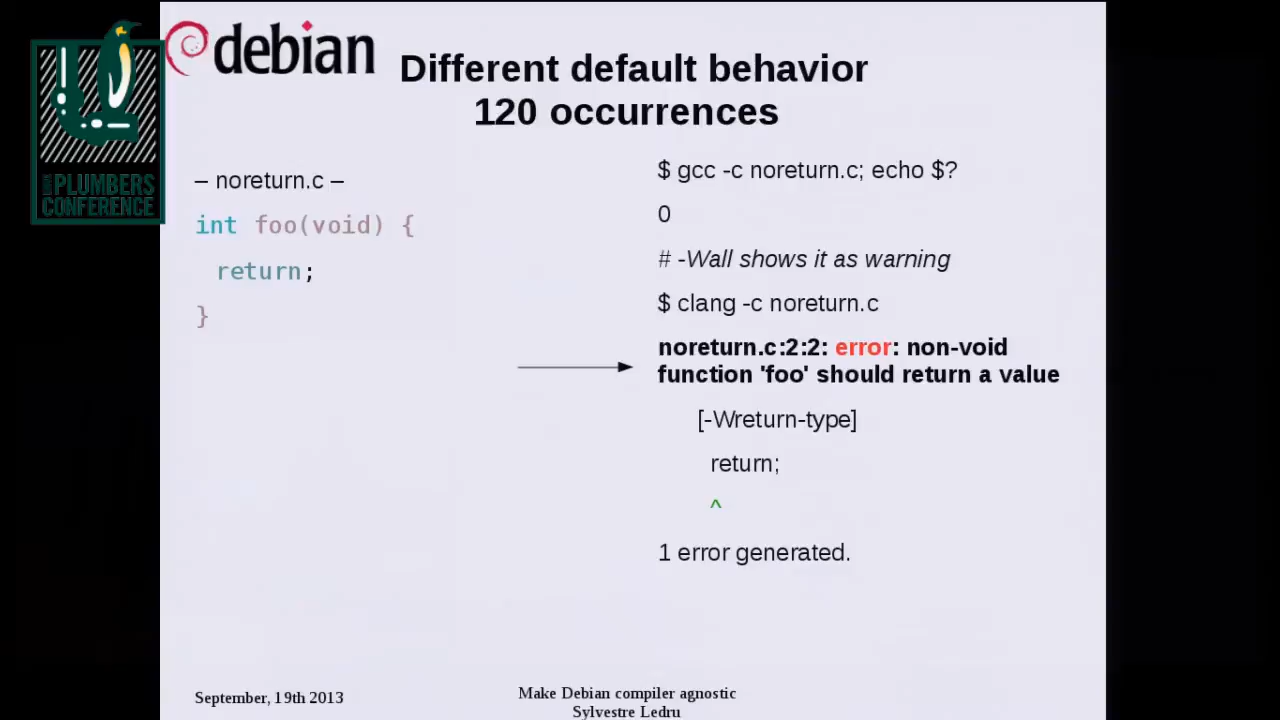 debian
Different default behavior
120 occurrences
PLUMBERS
CONFERENCE
– noreturn.c –
int foo(void) {
return;
}
$ gcc -c noreturn.c; echo $?
0
# -Wall shows it as warning
$ clang -c noreturn.c
noreturn.c:2:2: error: non-void
function 'foo' should return a value
[-Wreturn-type]
return;
^
1 error generated.
September, 19th 2013
Make Debian compiler agnostic
Sylvestre Ledru